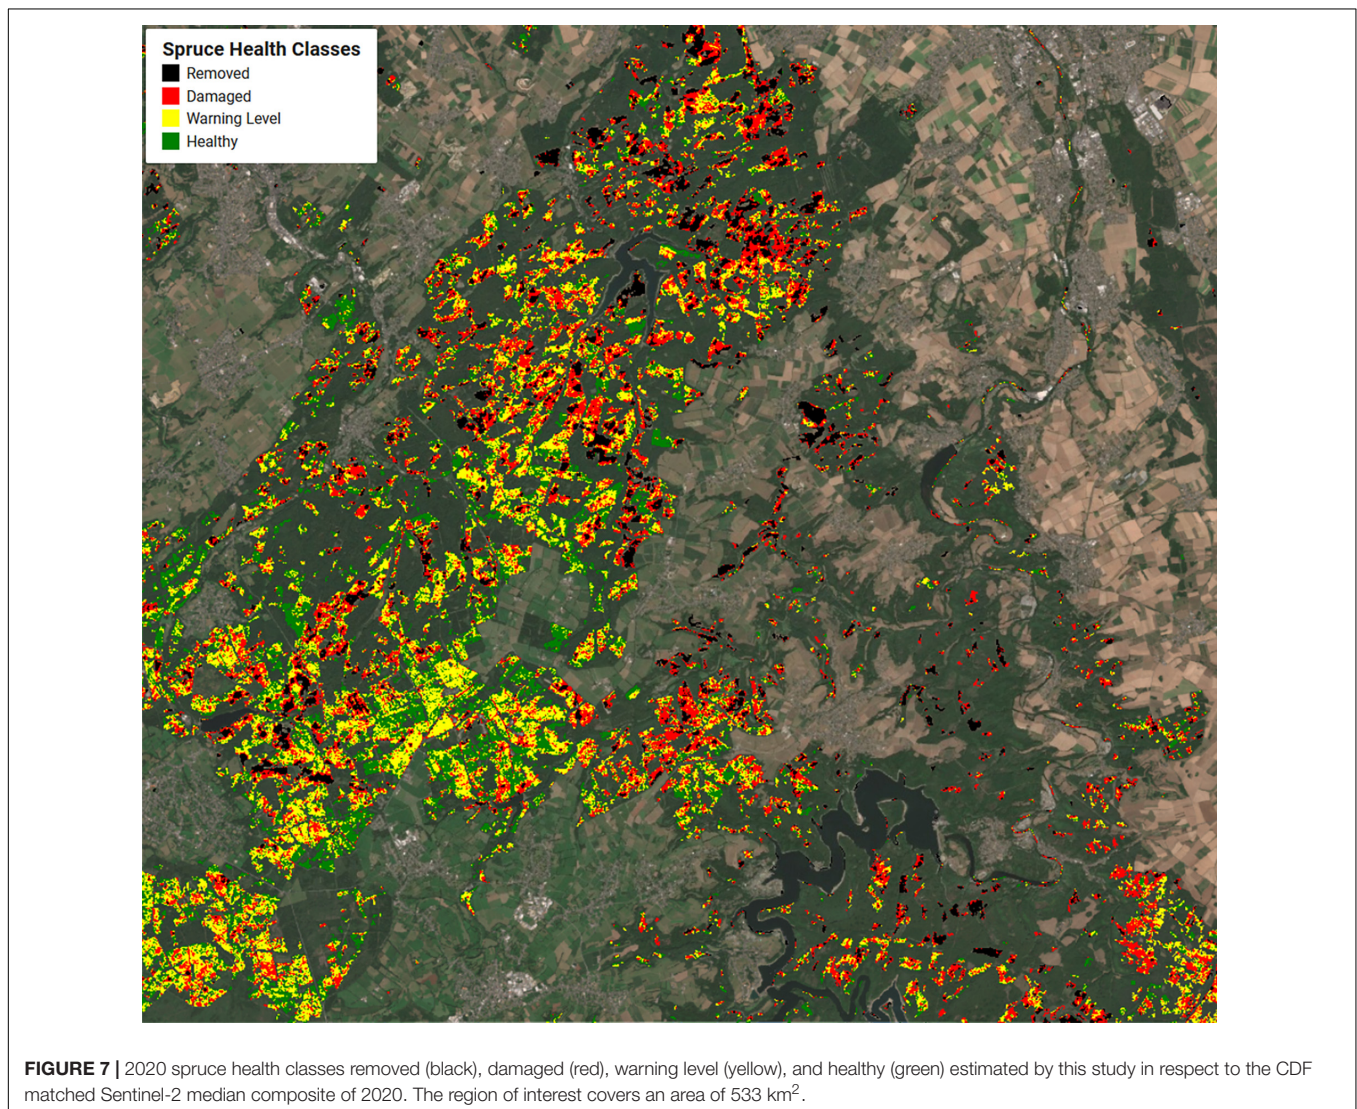 Spruce Health Classes
Removed
Damaged
Warning Level
Healthy
FIGURE 7 | 2020 spruce health classes removed (black), damaged (red), warning level (yellow), and healthy (green) estimated by this study in respect to the CDF
matched Sentinel-2 median composite of 2020. The region of interest covers an area of 533 km².